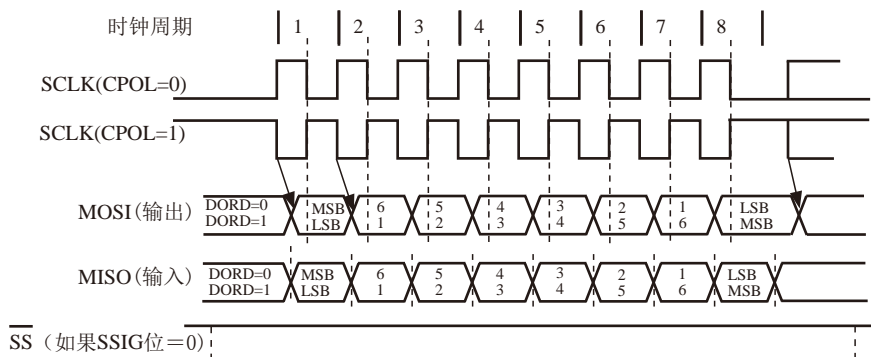 时钟周期 1 2 3 4 5 6 7 8
SCLK(CPOL=0)
SCLK(CPOL=1)
MOSI(输出) DORD=0 MSB 6 5 4 3 2 1 LSB
DORD=1 LSB 1 2 3 4 5 6 MSB
MISO(输入) DORD=0 MSB 6 5 4 3 2 1 LSB
DORD=1 LSB 1 2 3 4 5 6 MSB
SS(如果SSIG位=0)